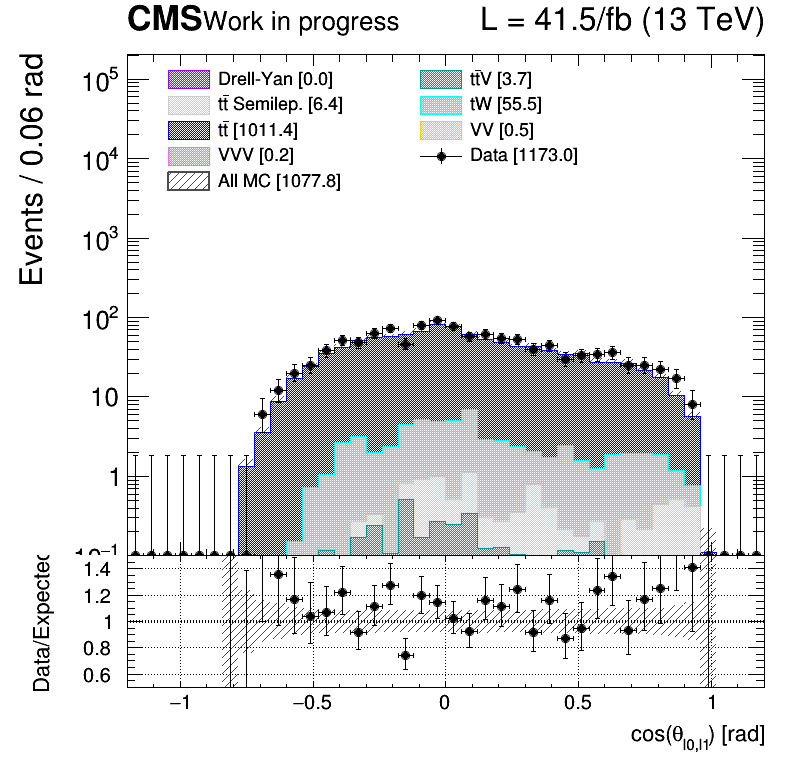 CMS Work in progress L = 41.5/fb (13 TeV)
Events / 0.06 rad
10⁵
10⁴
10³
10²
10
1
10⁻¹
Drell-Yan [0.0]
tt̄ Semilep. [6.4]
tt̄ [1011.4]
VVV [0.2]
All MC [1077.8]
tt̄V [3.7]
tW [55.5]
VV [0.5]
Data [1173.0]
Data/Expected
1.4
1.2
1
0.8
0.6
−1 −0.5 0 0.5 1
cos(θ_l0,l1) [rad]